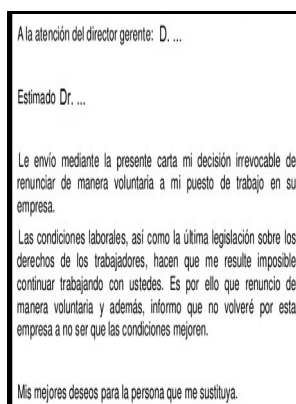 A la atención del director gerente: D. ...
Estimado Dr. ...
Le envío mediante la presente carta mi decisión irrevocable de
renunciar de manera voluntaria a mi puesto de trabajo en su
empresa.
Las condiciones laborales, así como la última legislación sobre los
derechos de los trabajadores, hacen que me resulte imposible
continuar trabajando con ustedes. Es por ello que renuncio de
manera voluntaria y además, informo que no volveré por esta
empresa a no ser que las condiciones mejoren.
Mis mejores deseos para la persona que me sustituya.